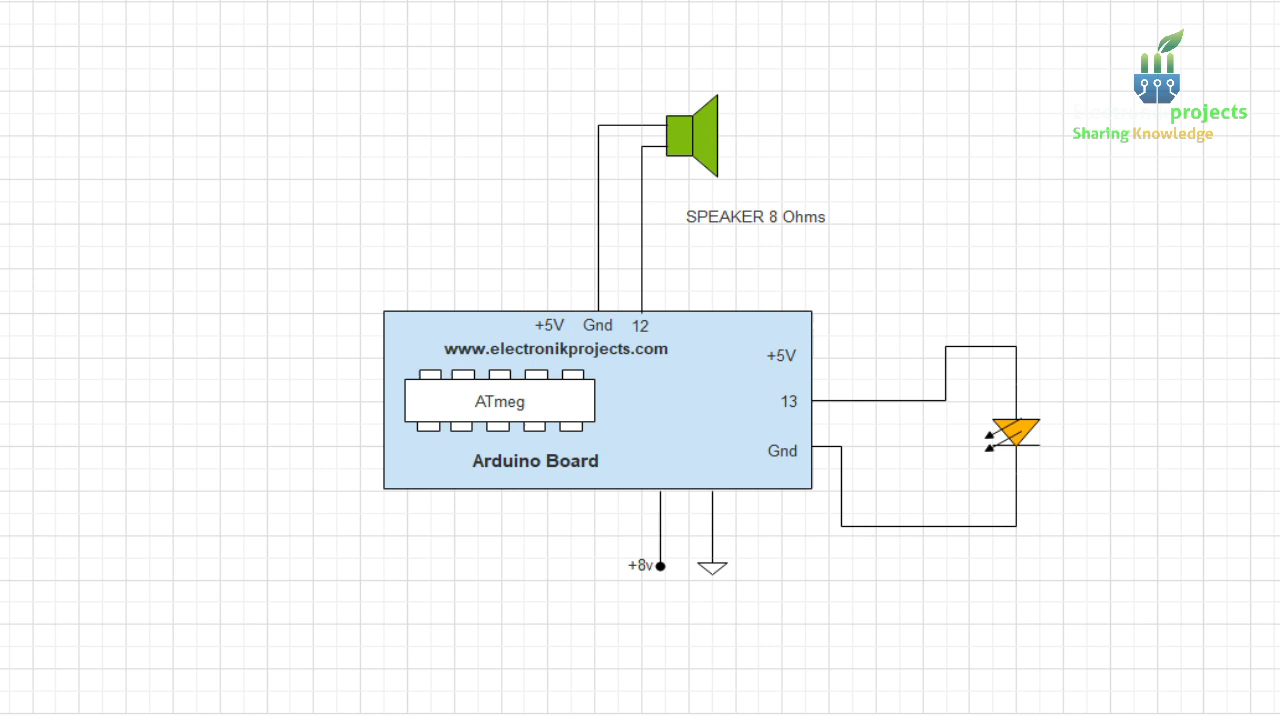 projects
Sharing Knowledge
SPEAKER 8 Ohms
+5V Gnd 12
www.electronikprojects.com
+5V
ATmeg
13
Gnd
Arduino Board
+8v